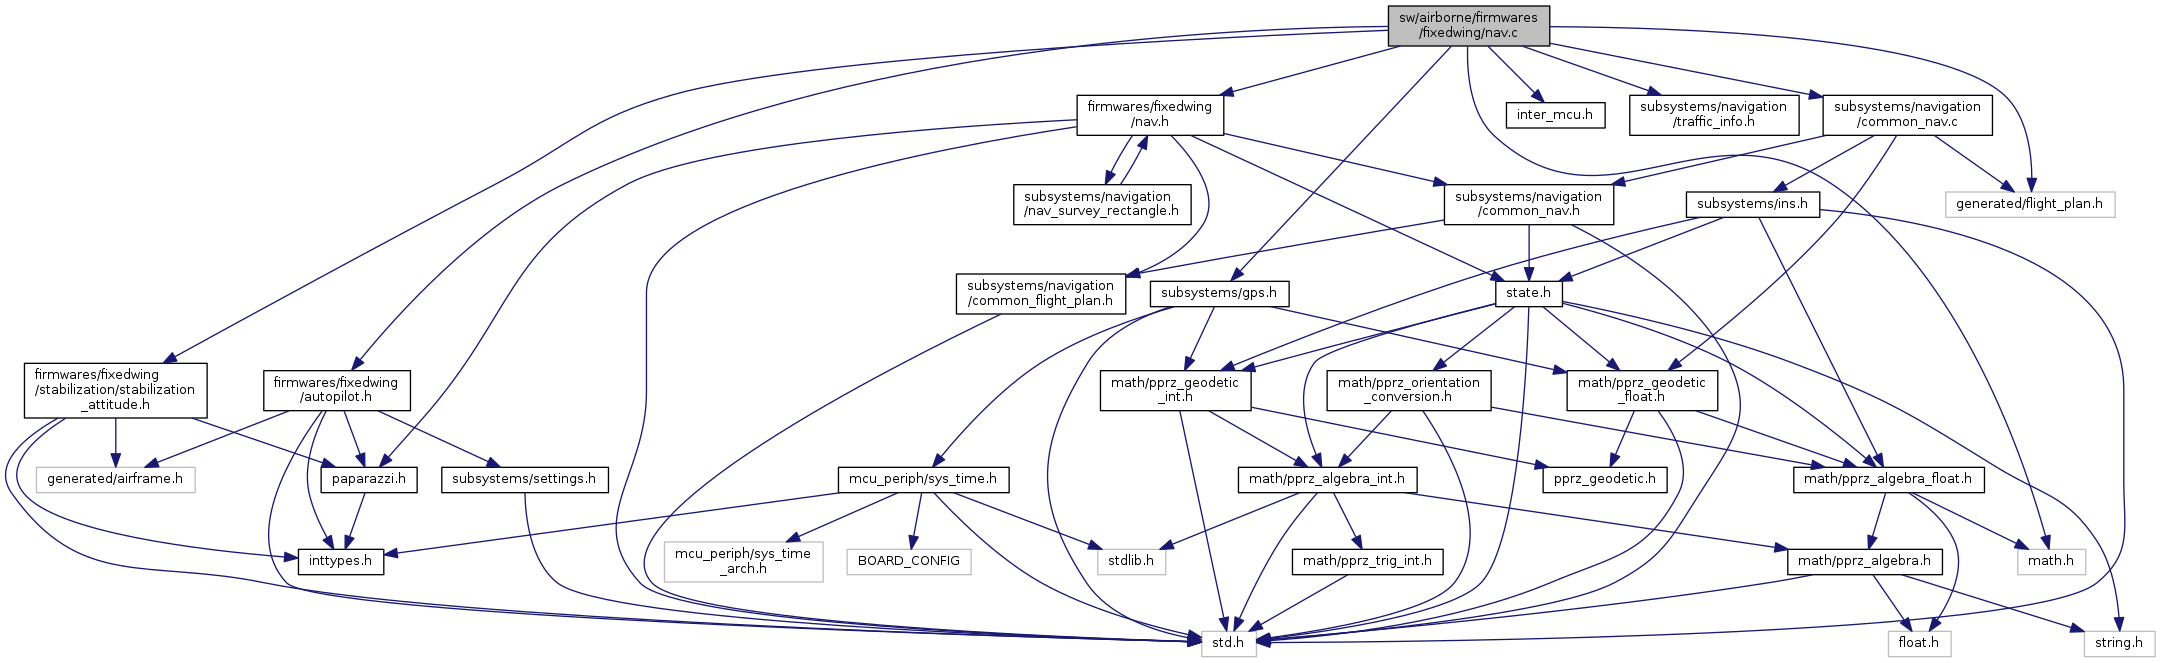 sw/airborne/firmwares
/fixedwing/nav.c
firmwares/fixedwing
/nav.h
inter_mcu.h
subsystems/navigation
/traffic_info.h
subsystems/navigation
/common_nav.c
subsystems/navigation
/nav_survey_rectangle.h
subsystems/navigation
/common_nav.h
subsystems/ins.h
generated/flight_plan.h
subsystems/navigation
/common_flight_plan.h
subsystems/gps.h
state.h
firmwares/fixedwing
/stabilization/stabilization
_attitude.h
firmwares/fixedwing
/autopilot.h
math/pprz_geodetic
_int.h
math/pprz_orientation
_conversion.h
math/pprz_geodetic
_float.h
generated/airframe.h
paparazzi.h
subsystems/settings.h
mcu_periph/sys_time.h
math/pprz_algebra_int.h
pprz_geodetic.h
math/pprz_algebra_float.h
inttypes.h
mcu_periph/sys_time
_arch.h
BOARD_CONFIG
stdlib.h
math/pprz_trig_int.h
math/pprz_algebra.h
math.h
std.h
float.h
string.h